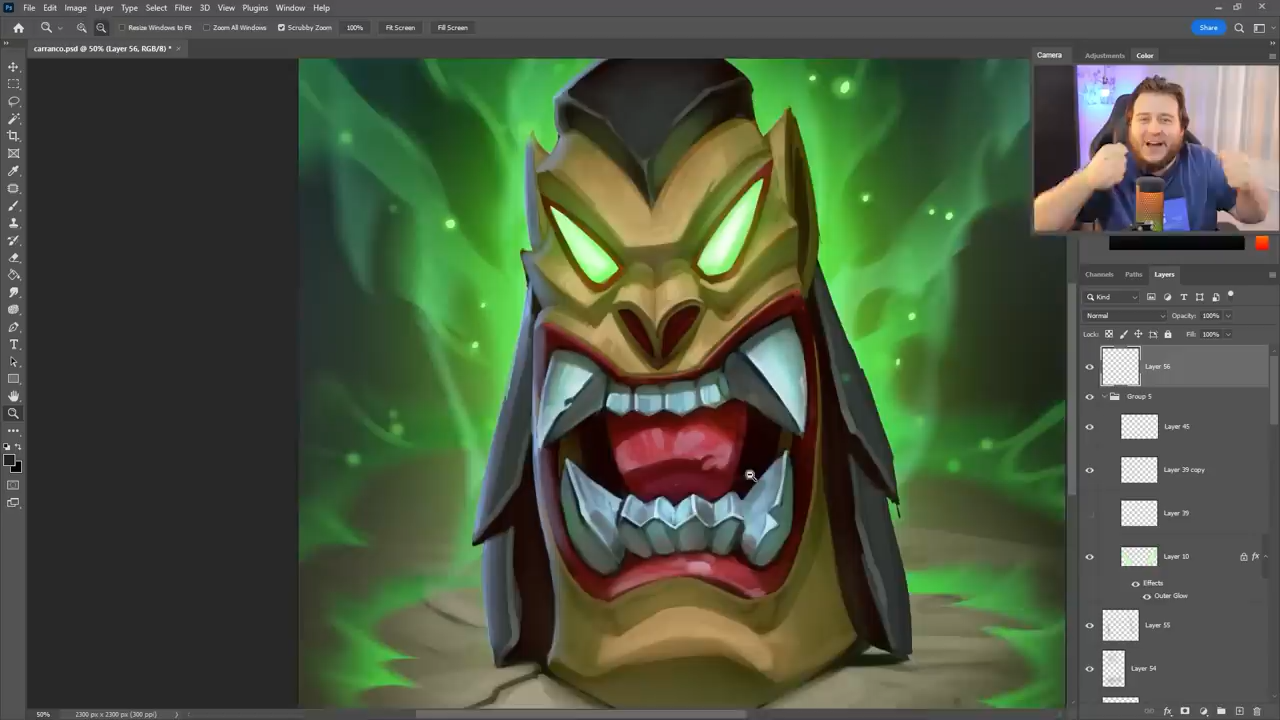 Ps File Edit Image Layer Type Select Filter 3D View Plugins Window Help
Resize Windows to Fit Zoom All Windows Scrubby Zoom 100% Fit Screen Fill Screen Share
carranco.psd @ 50% (Layer 56, RGB/8) * ×
Camera Adjustments Color
Channels Paths Layers
Kind
Normal Opacity: 100%
Lock: Fill: 100%
Layer 56
Group 5
Layer 45
Layer 39 copy
Layer 39
Layer 10 fx
Effects
Outer Glow
Layer 55
Layer 54
50% 2300 px x 2300 px (300 ppi)
fx